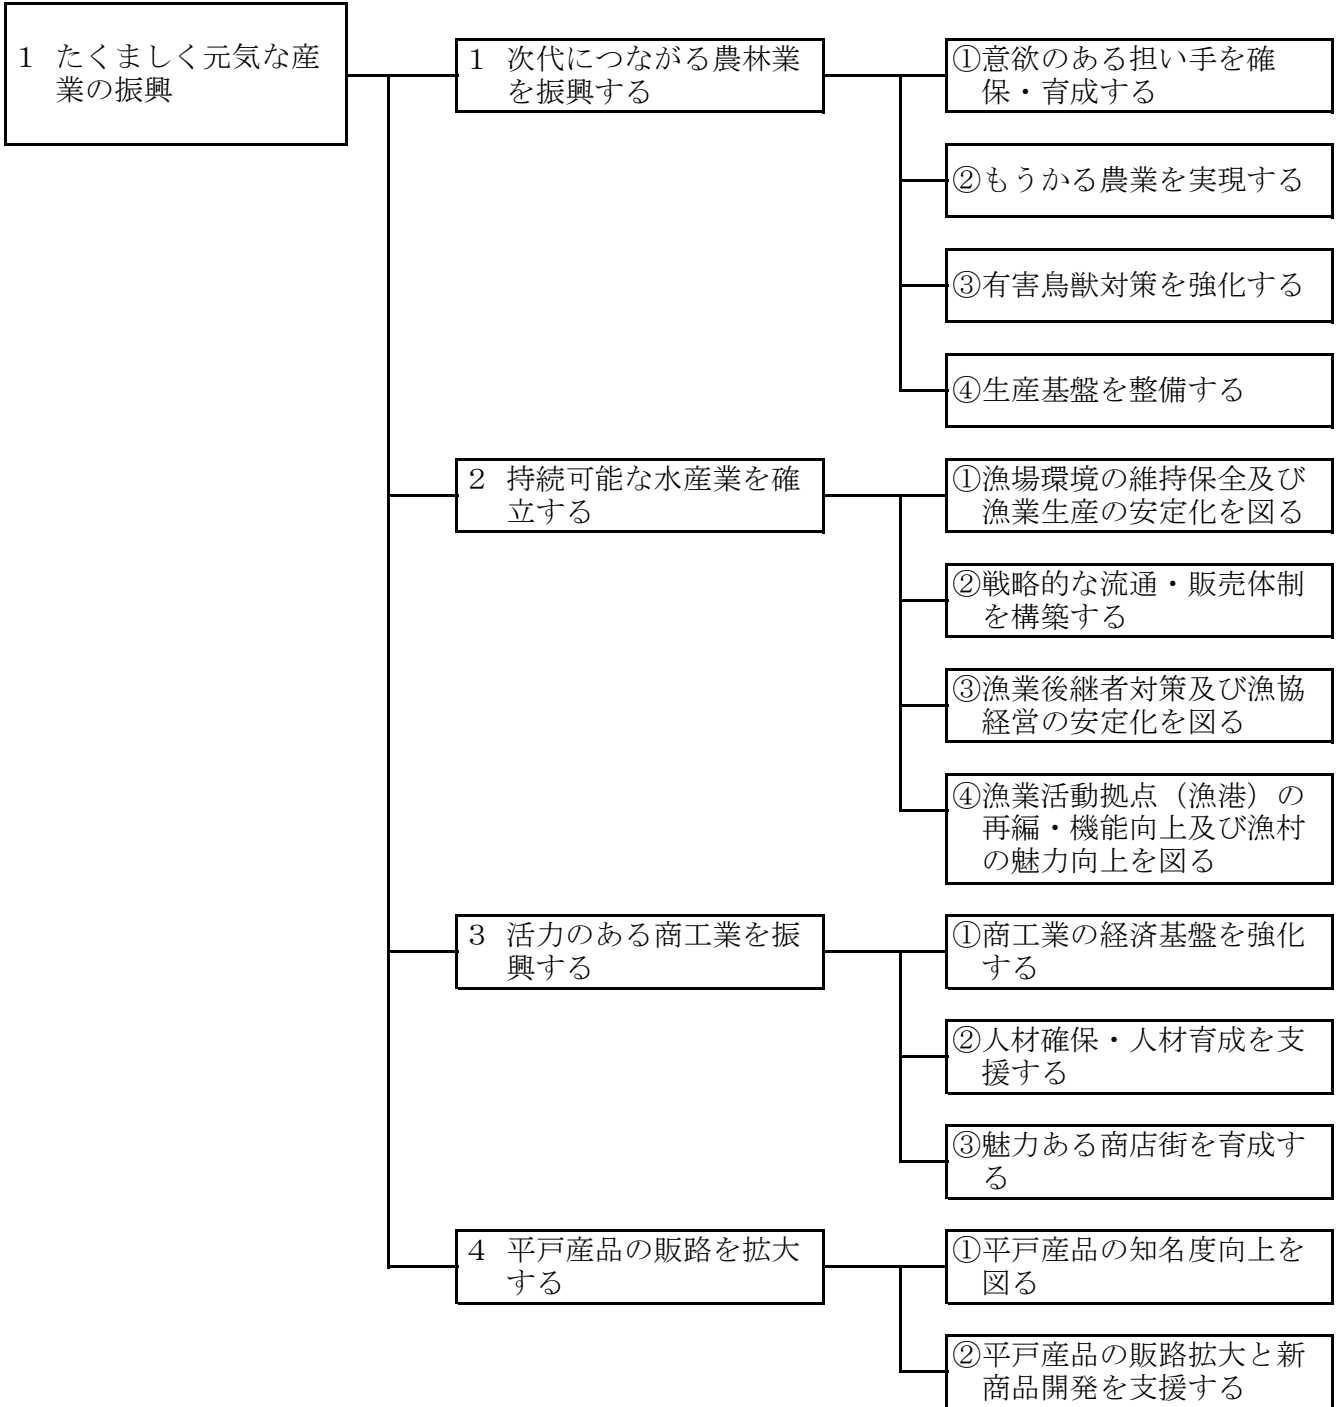 1 たくましく元気な産
業の振興
1 次代につながる農林業
を振興する
①意欲のある担い手を確
保・育成する
②もうかる農業を実現する
③有害鳥獣対策を強化する
④生産基盤を整備する
2 持続可能な水産業を確
立する
①漁場環境の維持保全及び
漁業生産の安定化を図る
②戦略的な流通・販売体制
を構築する
③漁業後継者対策及び漁協
経営の安定化を図る
④漁業活動拠点（漁港）の
再編・機能向上及び漁村
の魅力向上を図る
3 活力のある商工業を振
興する
①商工業の経済基盤を強化
する
②人材確保・人材育成を支
援する
③魅力ある商店街を育成す
る
4 平戸産品の販路を拡大
する
①平戸産品の知名度向上を
図る
②平戸産品の販路拡大と新
商品開発を支援する